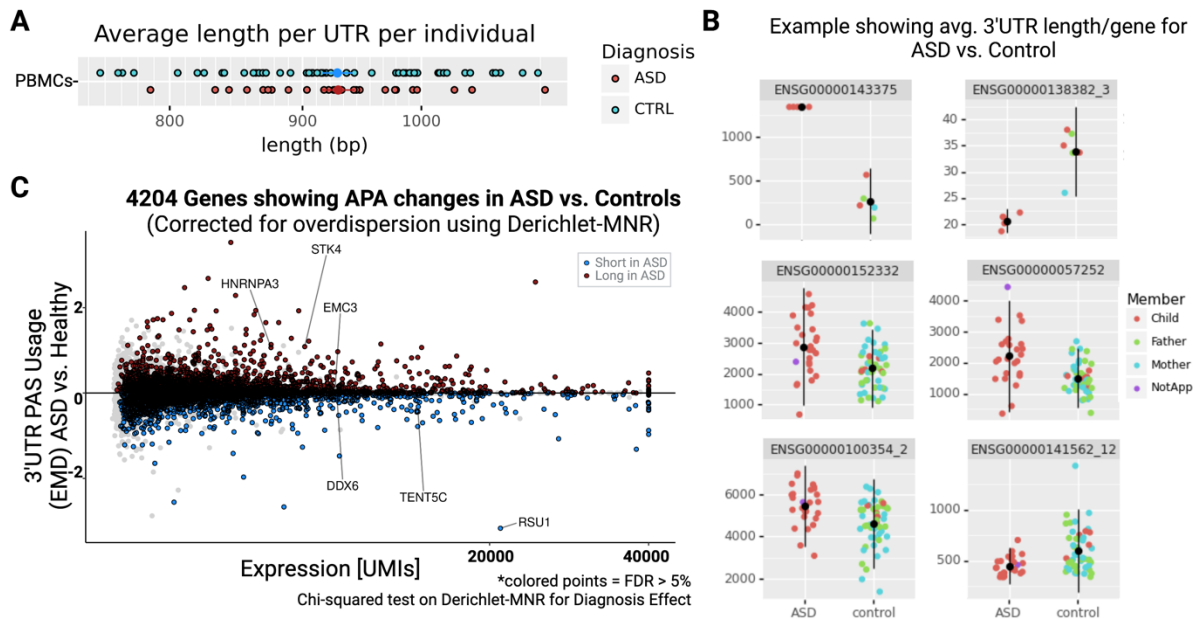 A
Average length per UTR per individual
PBMCs
800
900
1000
length (bp)
Diagnosis
ASD
CTRL
B
Example showing avg. 3'UTR length/gene for
ASD vs. Control
ENSG00000143375
1000
500
0
ENSG00000138382_3
40
35
30
25
20
ENSG00000152332
4000
3000
2000
1000
ENSG00000057252
4000
3000
2000
1000
ENSG00000100354_2
6000
4000
2000
ENSG00000141562_12
1000
500
ASD control
ASD control
Member
Child
Father
Mother
NotApp
C
4204 Genes showing APA changes in ASD vs. Controls
(Corrected for overdispersion using Derichlet-MNR)
3'UTR PAS Usage
(EMD) ASD vs. Healthy
2
0
−2
STK4
HNRNPA3
EMC3
Short in ASD
Long in ASD
DDX6
TENT5C
RSU1
20000
40000
Expression [UMIs]
*colored points = FDR > 5%
Chi-squared test on Derichlet-MNR for Diagnosis Effect